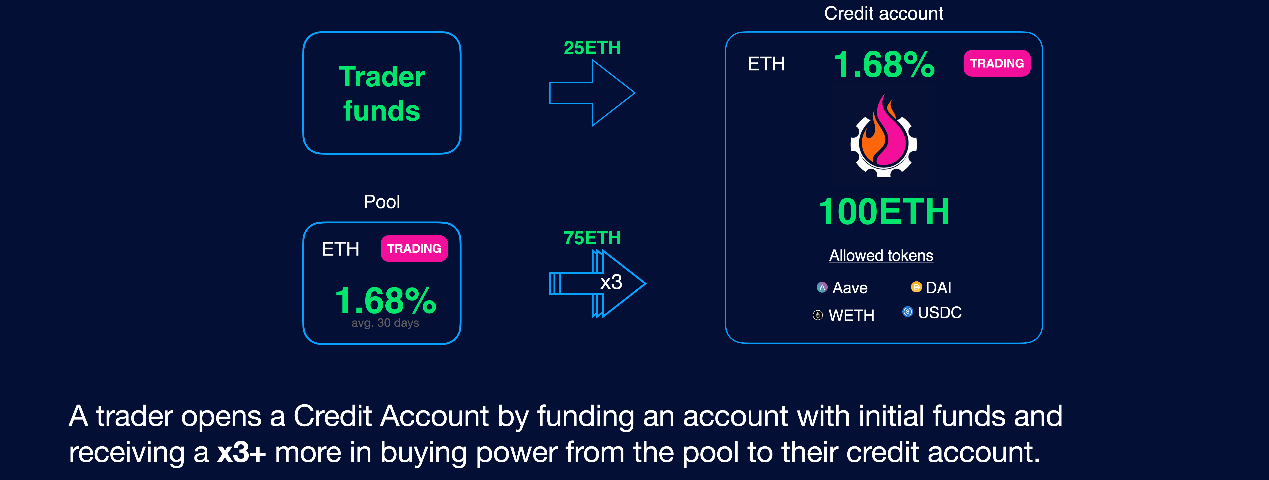 Credit account
Trader
funds
25ETH
ETH 1.68% TRADING
100ETH
Allowed tokens
Aave DAI
WETH USDC
Pool
ETH TRADING
1.68%
avg. 30 days
75ETH
x3
A trader opens a Credit Account by funding an account with initial funds and
receiving a x3+ more in buying power from the pool to their credit account.